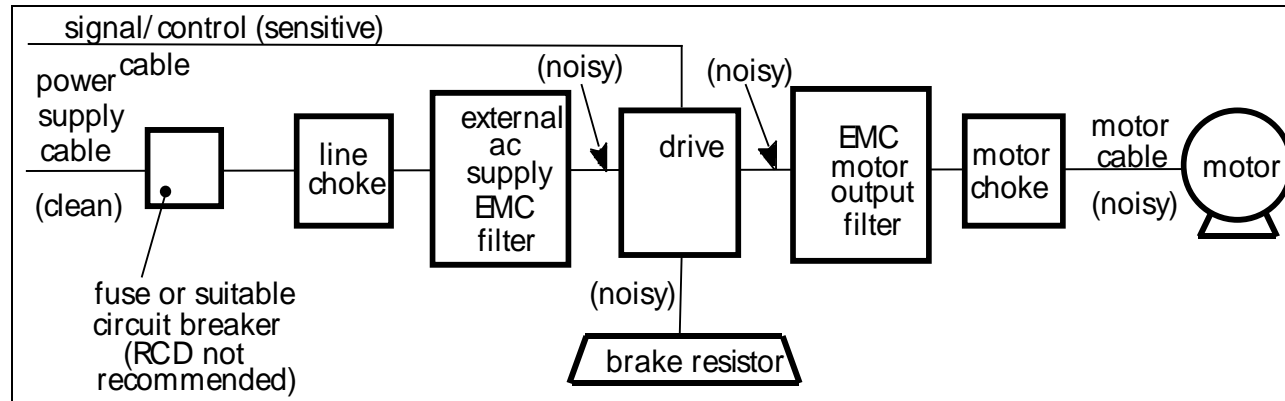 signal/control (sensitive)
cable
power
supply
cable
(clean)
fuse or suitable
circuit breaker
(RCD not
recommended)
line
choke
external
ac
supply
EMC
filter
(noisy)
drive
(noisy)
(noisy)
brake resistor
EMC
motor
output
filter
motor
choke
motor
cable
(noisy)
motor